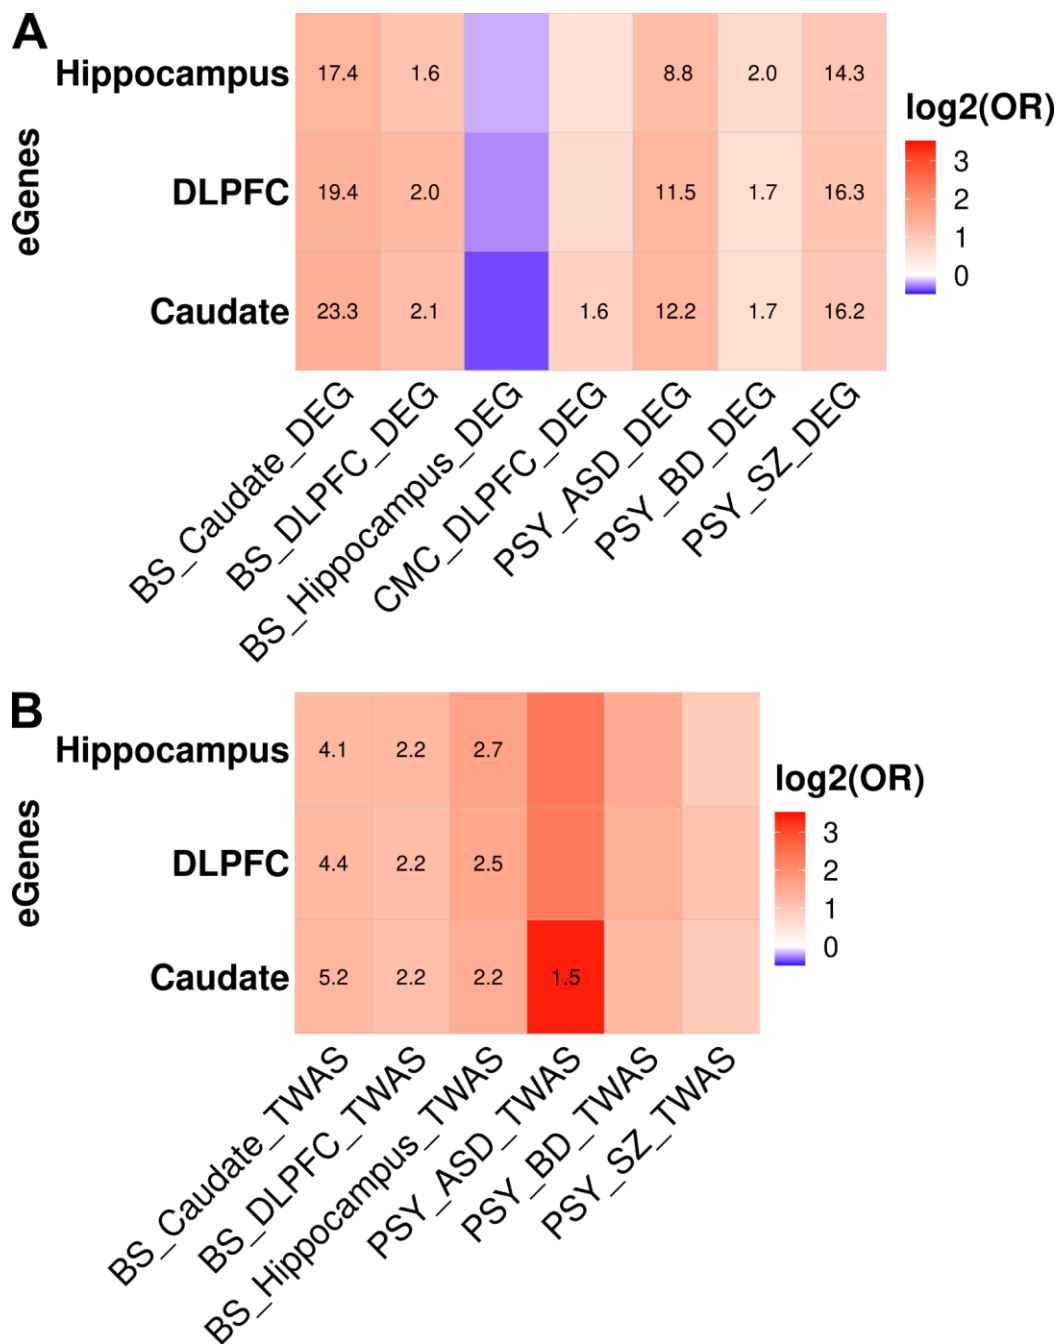 A
eGenes
Hippocampus 17.4 1.6 8.8 2.0 14.3
DLPFC 19.4 2.0 11.5 1.7 16.3
Caudate 23.3 2.1 1.6 12.2 1.7 16.2
BS_Caudate_DEG
BS_DLPFC_DEG
BS_Hippocampus_DEG
CMC_DLPFC_DEG
PSY_ASD_DEG
PSY_BD_DEG
PSY_SZ_DEG
log2(OR)
3
2
1
0
B
eGenes
Hippocampus 4.1 2.2 2.7
DLPFC 4.4 2.2 2.5
Caudate 5.2 2.2 2.2 1.5
BS_Caudate_TWAS
BS_DLPFC_TWAS
BS_Hippocampus_TWAS
PSY_ASD_TWAS
PSY_BD_TWAS
PSY_SZ_TWAS
log2(OR)
3
2
1
0